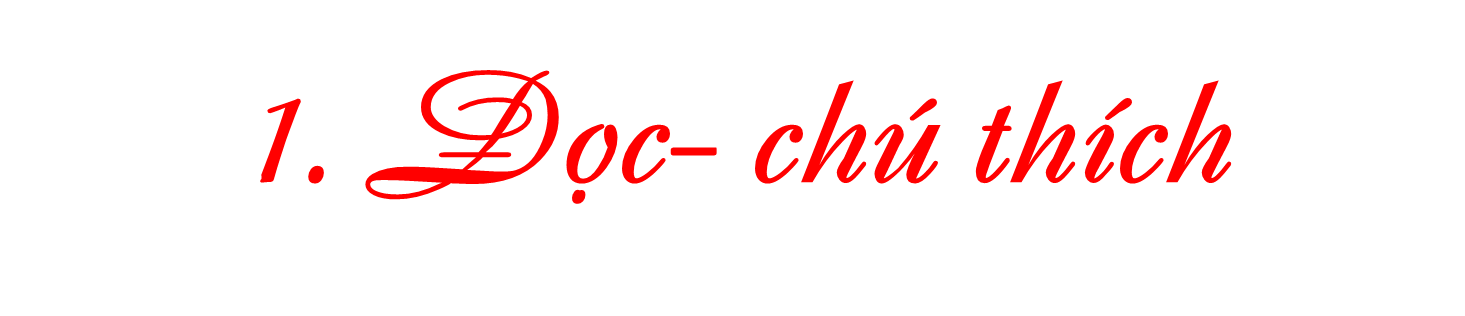 1. Đọc- chú thích